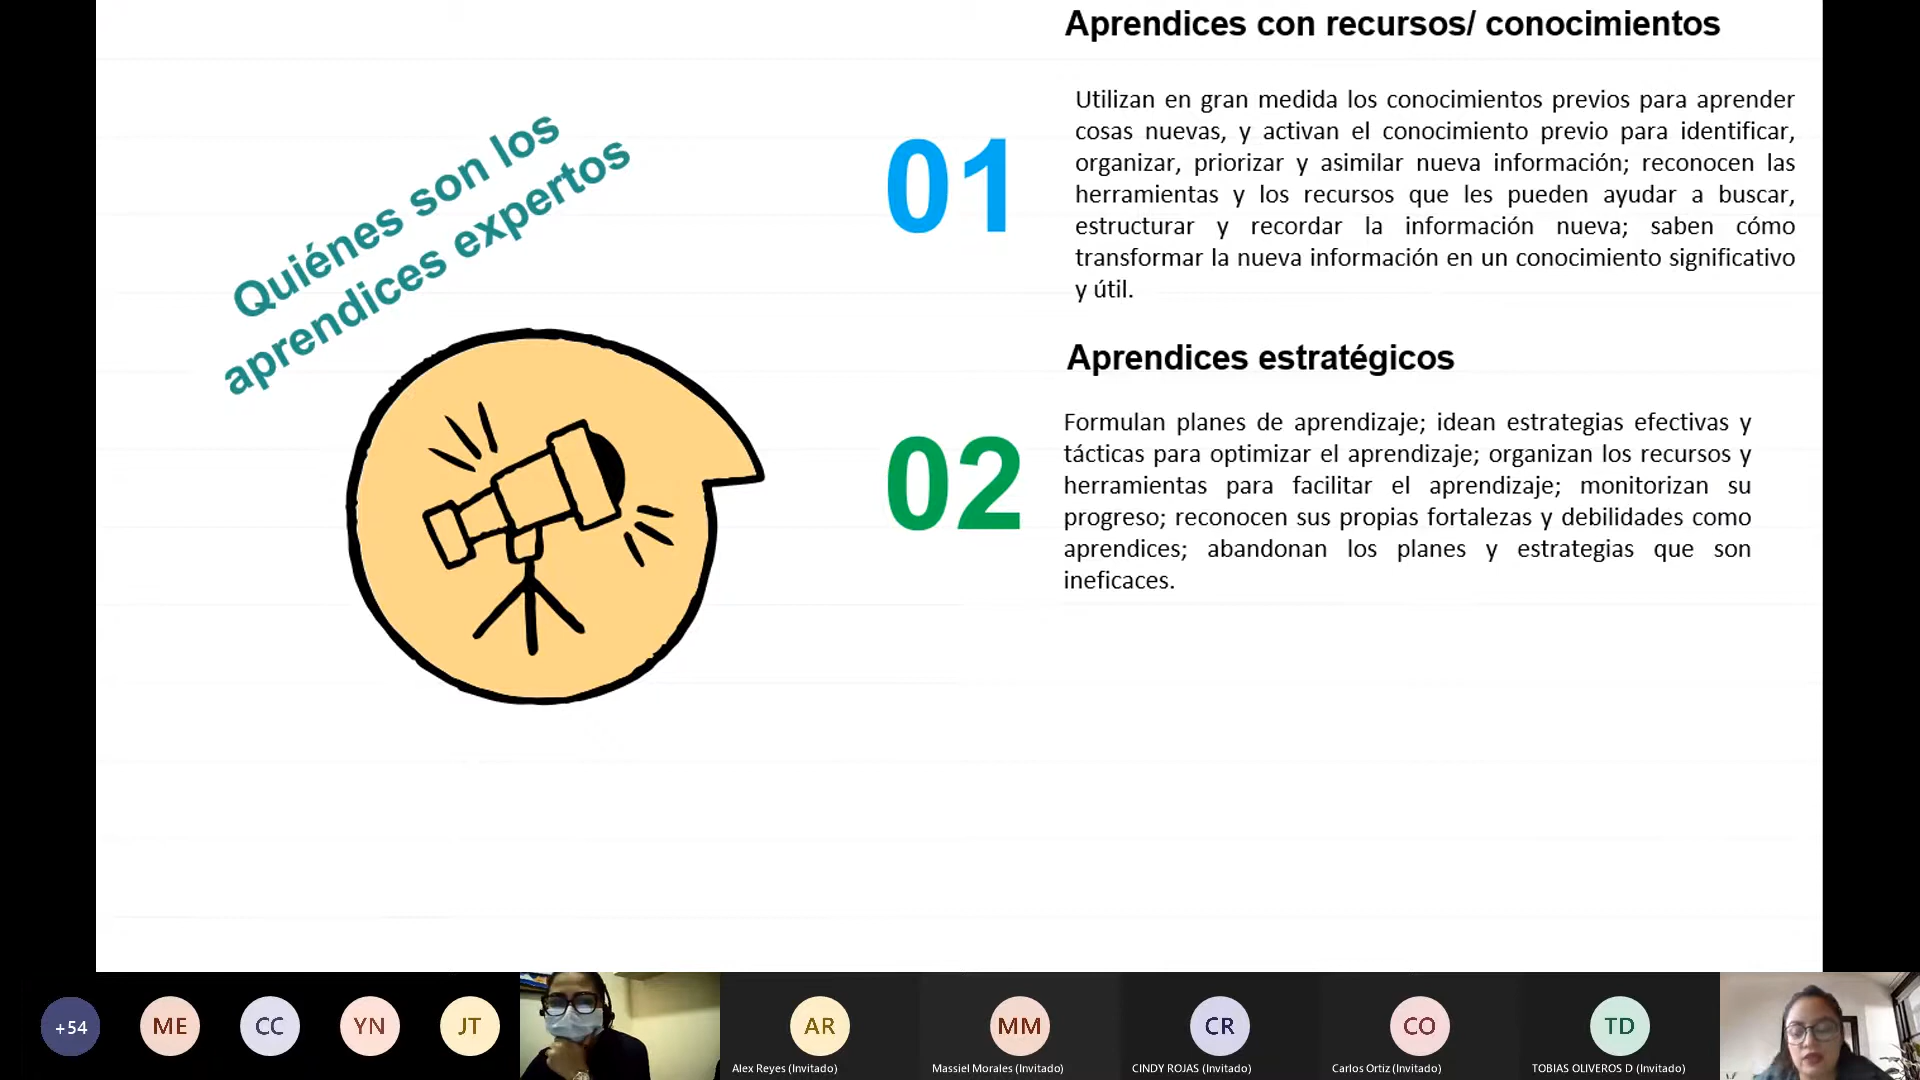 Quiénes son los
aprendices expertos
Aprendices con recursos/ conocimientos
01
Utilizan en gran medida los conocimientos previos para aprender
cosas nuevas, y activan el conocimiento previo para identificar,
organizar, priorizar y asimilar nueva información; reconocen las
herramientas y los recursos que les pueden ayudar a buscar,
estructurar y recordar la información nueva; saben cómo
transformar la nueva información en un conocimiento significativo
y útil.
Aprendices estratégicos
02
Formulan planes de aprendizaje; idean estrategias efectivas y
tácticas para optimizar el aprendizaje; organizan los recursos y
herramientas para facilitar el aprendizaje; monitorizan su
progreso; reconocen sus propias fortalezas y debilidades como
aprendices; abandonan los planes y estrategias que son
ineficaces.
+54
ME
CC
YN
JT
AR
Alex Reyes (Invitado)
MM
Massiel Morales (Invitado)
CR
CINDY ROJAS (Invitado)
CO
Carlos Ortiz (Invitado)
TD
TOBIAS OLIVEROS D (Invitado)